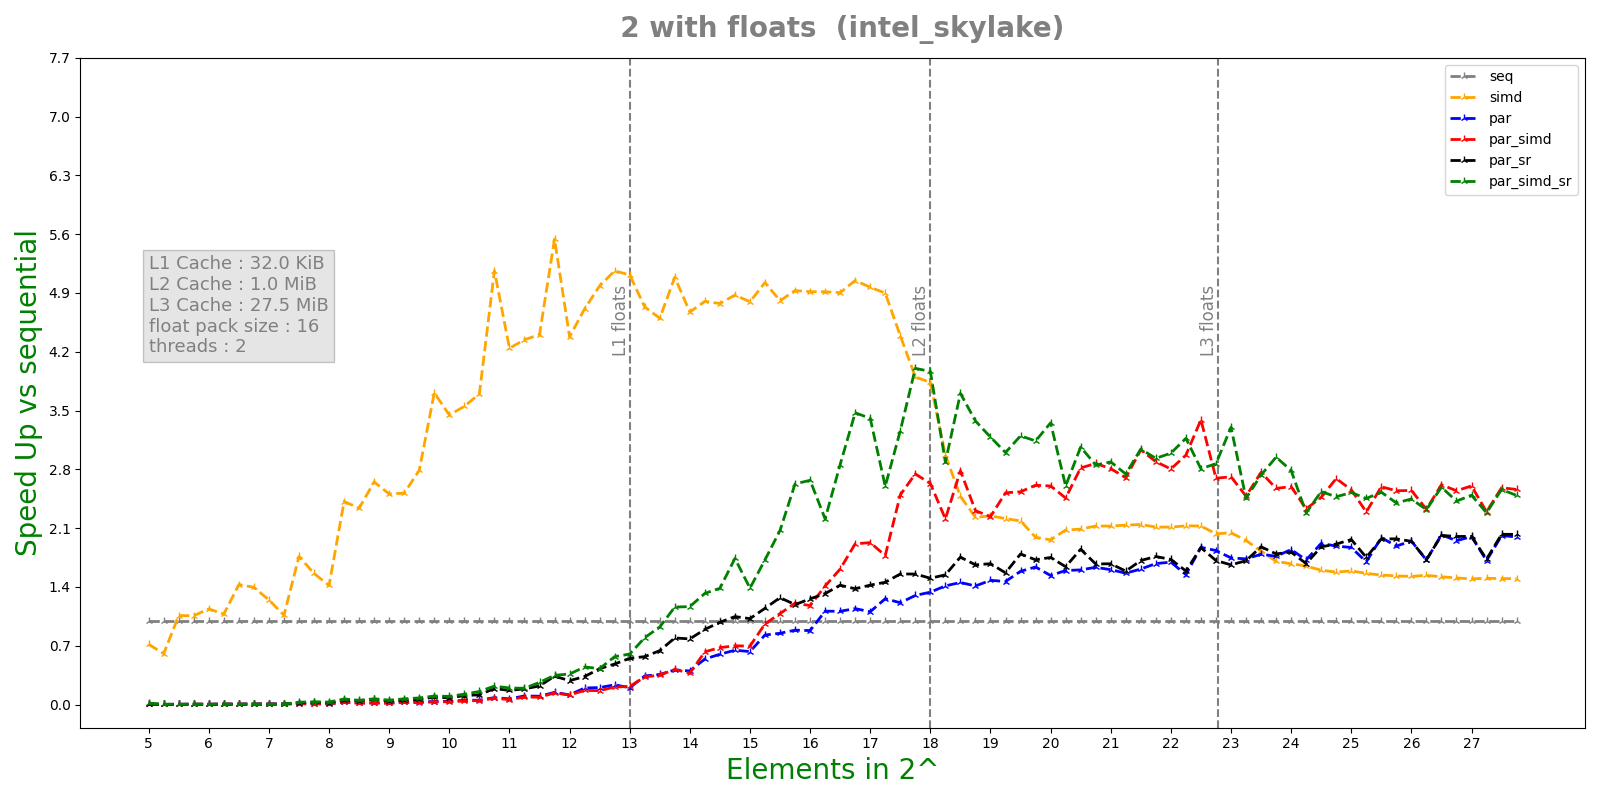 2 with floats  (intel_skylake)
Speed Up vs sequential
7.7
7.0
6.3
5.6
4.9
4.2
3.5
2.8
2.1
1.4
0.7
0.0
L1 Cache : 32.0 KiB
L2 Cache : 1.0 MiB
L3 Cache : 27.5 MiB
float pack size : 16
threads : 2
L1 floats
L2 floats
L3 floats
seq
simd
par
par_simd
par_sr
par_simd_sr
5 6 7 8 9 10 11 12 13 14 15 16 17 18 19 20 21 22 23 24 25 26 27
Elements in 2^